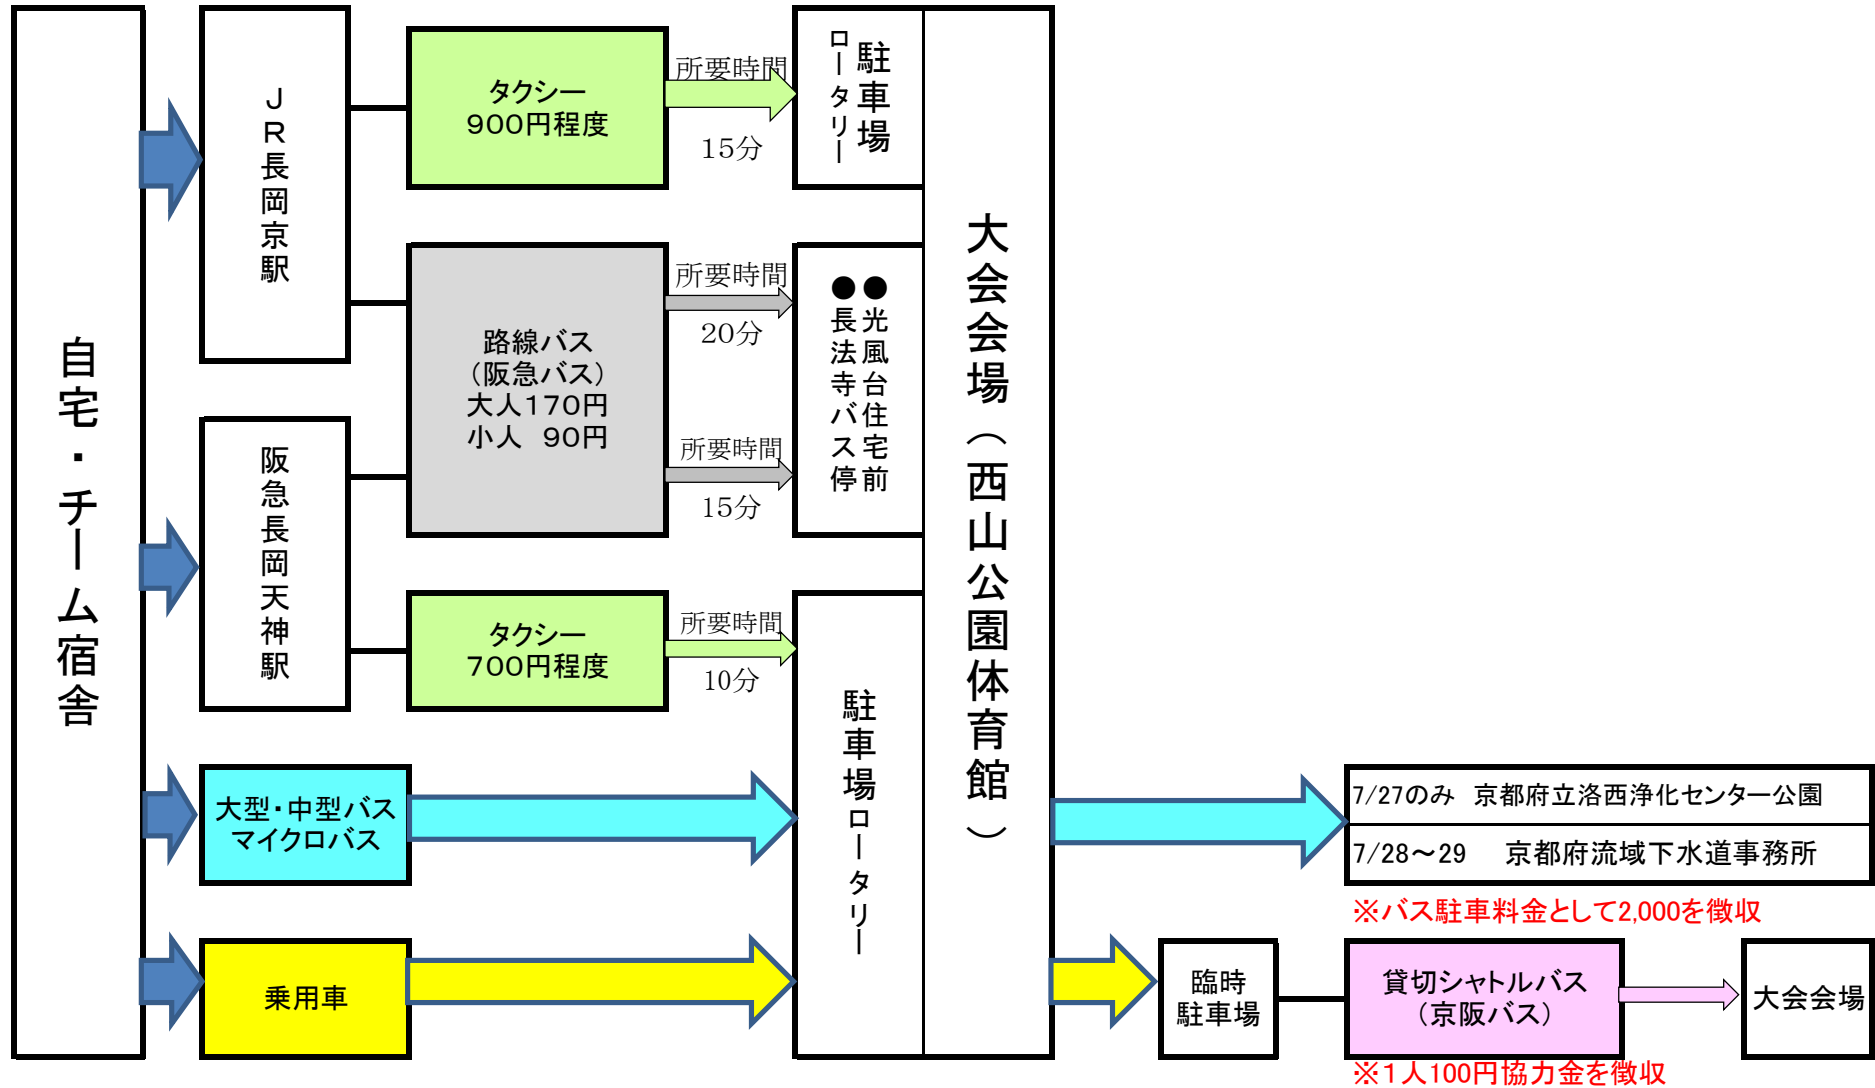 自宅・チーム宿舎
JR長岡京駅
タクシー
900円程度
所要時間
15分
駐車場
ロータリー
路線バス
(阪急バス)
大人170円
小人 90円
所要時間
20分
所要時間
15分
●光風台住宅前
●長法寺バス停
阪急長岡天神駅
タクシー
700円程度
所要時間
10分
駐車場ロータリー
大会会場(西山公園体育館)
大型・中型バス
マイクロバス
7/27のみ 京都府立洛西浄化センター公園
7/28～29 京都府流域下水道事務所
※バス駐車料金として2,000を徴収
乗用車
臨時
駐車場
貸切シャトルバス
(京阪バス)
大会会場
※1人100円協力金を徴収